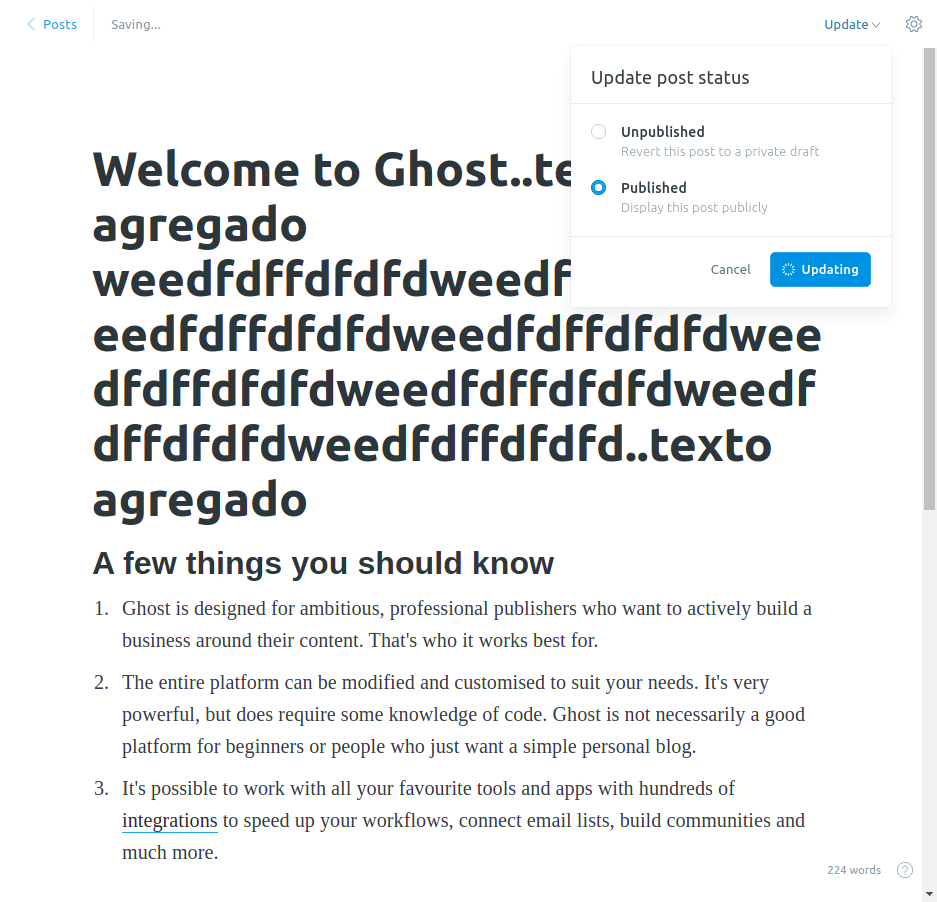 Posts
Saving...
Update
Update post status
Unpublished
Revert this post to a private draft
Published
Display this post publicly
Cancel
Updating
Welcome to Ghost..te
agregado
weedfdffdfdfdweedf
eedfdffdfdfdweedfdffdfdfdwee
dfdffdfdfdweedfdffdfdfdweedf
dffdfdfdweedfdffdfdfd..texto
agregado
A few things you should know
1. Ghost is designed for ambitious, professional publishers who want to actively build a
business around their content. That's who it works best for.
2. The entire platform can be modified and customised to suit your needs. It's very
powerful, but does require some knowledge of code. Ghost is not necessarily a good
platform for beginners or people who just want a simple personal blog.
3. It's possible to work with all your favourite tools and apps with hundreds of
integrations to speed up your workflows, connect email lists, build communities and
much more.
224 words
?